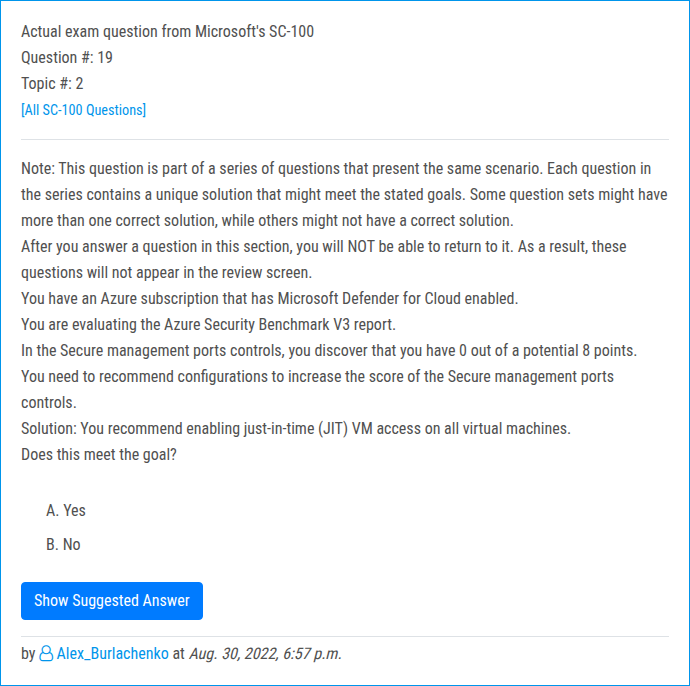 Actual exam question from Microsoft's SC-100
Question #: 19
Topic #: 2
[All SC-100 Questions]
Note: This question is part of a series of questions that present the same scenario. Each question in
the series contains a unique solution that might meet the stated goals. Some question sets might have
more than one correct solution, while others might not have a correct solution.
After you answer a question in this section, you will NOT be able to return to it. As a result, these
questions will not appear in the review screen.
You have an Azure subscription that has Microsoft Defender for Cloud enabled.
You are evaluating the Azure Security Benchmark V3 report.
In the Secure management ports controls, you discover that you have 0 out of a potential 8 points.
You need to recommend configurations to increase the score of the Secure management ports
controls.
Solution: You recommend enabling just-in-time (JIT) VM access on all virtual machines.
Does this meet the goal?
A. Yes
B. No
Show Suggested Answer
by Alex_Burlachenko at Aug. 30, 2022, 6:57 p.m.